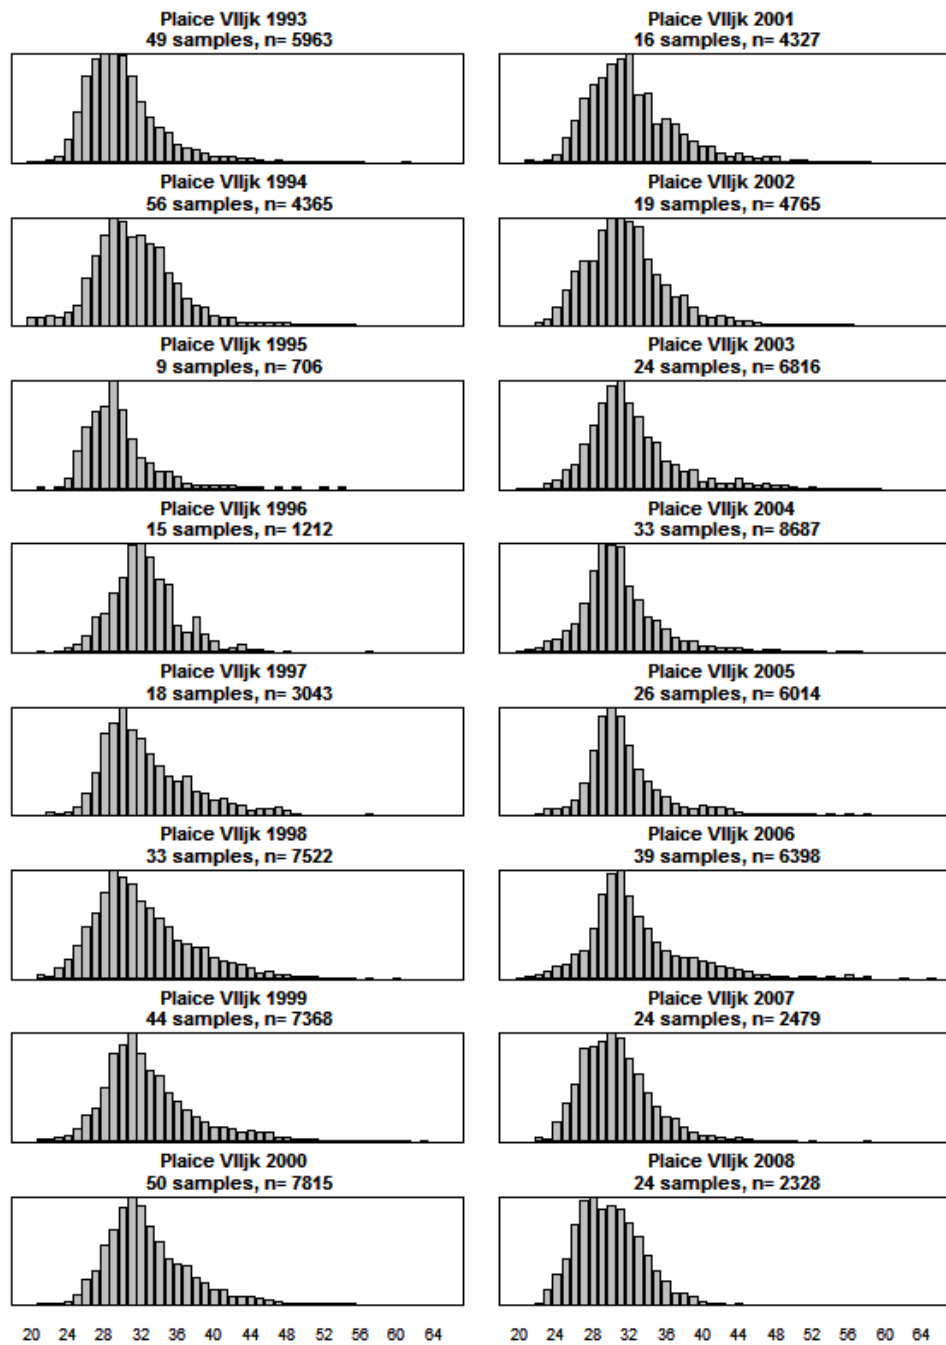 Plaice VIIjk 1993
49 samples, n= 5963
Plaice VIIjk 1994
56 samples, n= 4365
Plaice VIIjk 1995
9 samples, n= 706
Plaice VIIjk 1996
15 samples, n= 1212
Plaice VIIjk 1997
18 samples, n= 3043
Plaice VIIjk 1998
33 samples, n= 7522
Plaice VIIjk 1999
44 samples, n= 7368
Plaice VIIjk 2000
50 samples, n= 7815
20 24 28 32 36 40 44 48 52 56 60 64
Plaice VIIjk 2001
16 samples, n= 4327
Plaice VIIjk 2002
19 samples, n= 4765
Plaice VIIjk 2003
24 samples, n= 6816
Plaice VIIjk 2004
33 samples, n= 8687
Plaice VIIjk 2005
26 samples, n= 6014
Plaice VIIjk 2006
39 samples, n= 6398
Plaice VIIjk 2007
24 samples, n= 2479
Plaice VIIjk 2008
24 samples, n= 2328
20 24 28 32 36 40 44 48 52 56 60 64